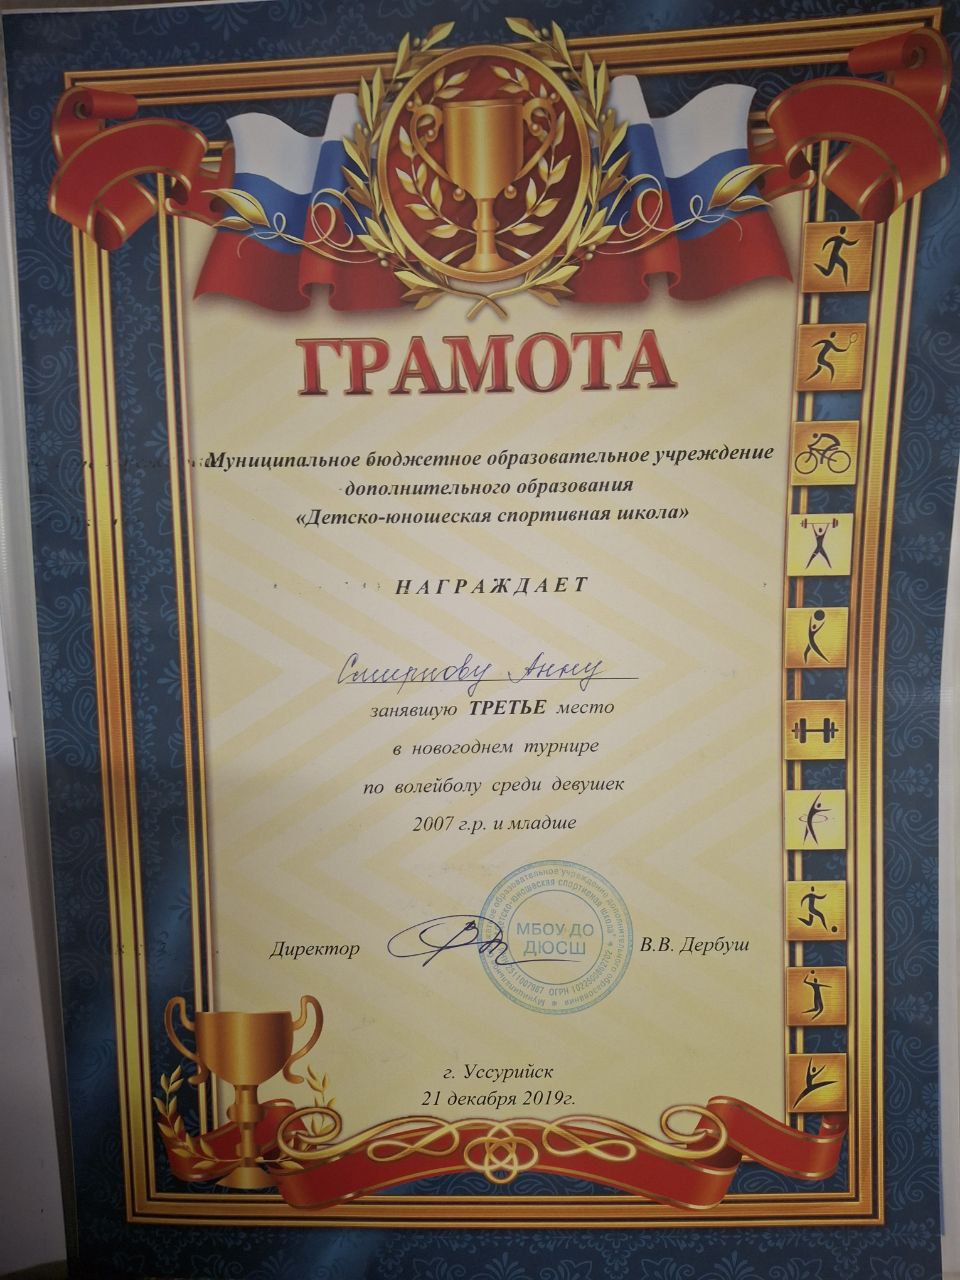 ГРАМОТА
Муниципальное бюджетное образовательное учреждение
дополнительного образования
«Детско-юношеская спортивная школа»
НАГРАЖДАЕТ
Смирнову Анну
занявшую ТРЕТЬЕ место
в новогоднем турнире
по волейболу среди девушек
2007 г.р. и младше
Директор
МБОУ ДО
ДЮСШ
В.В. Дербуш
г. Уссурийск
21 декабря 2019г.